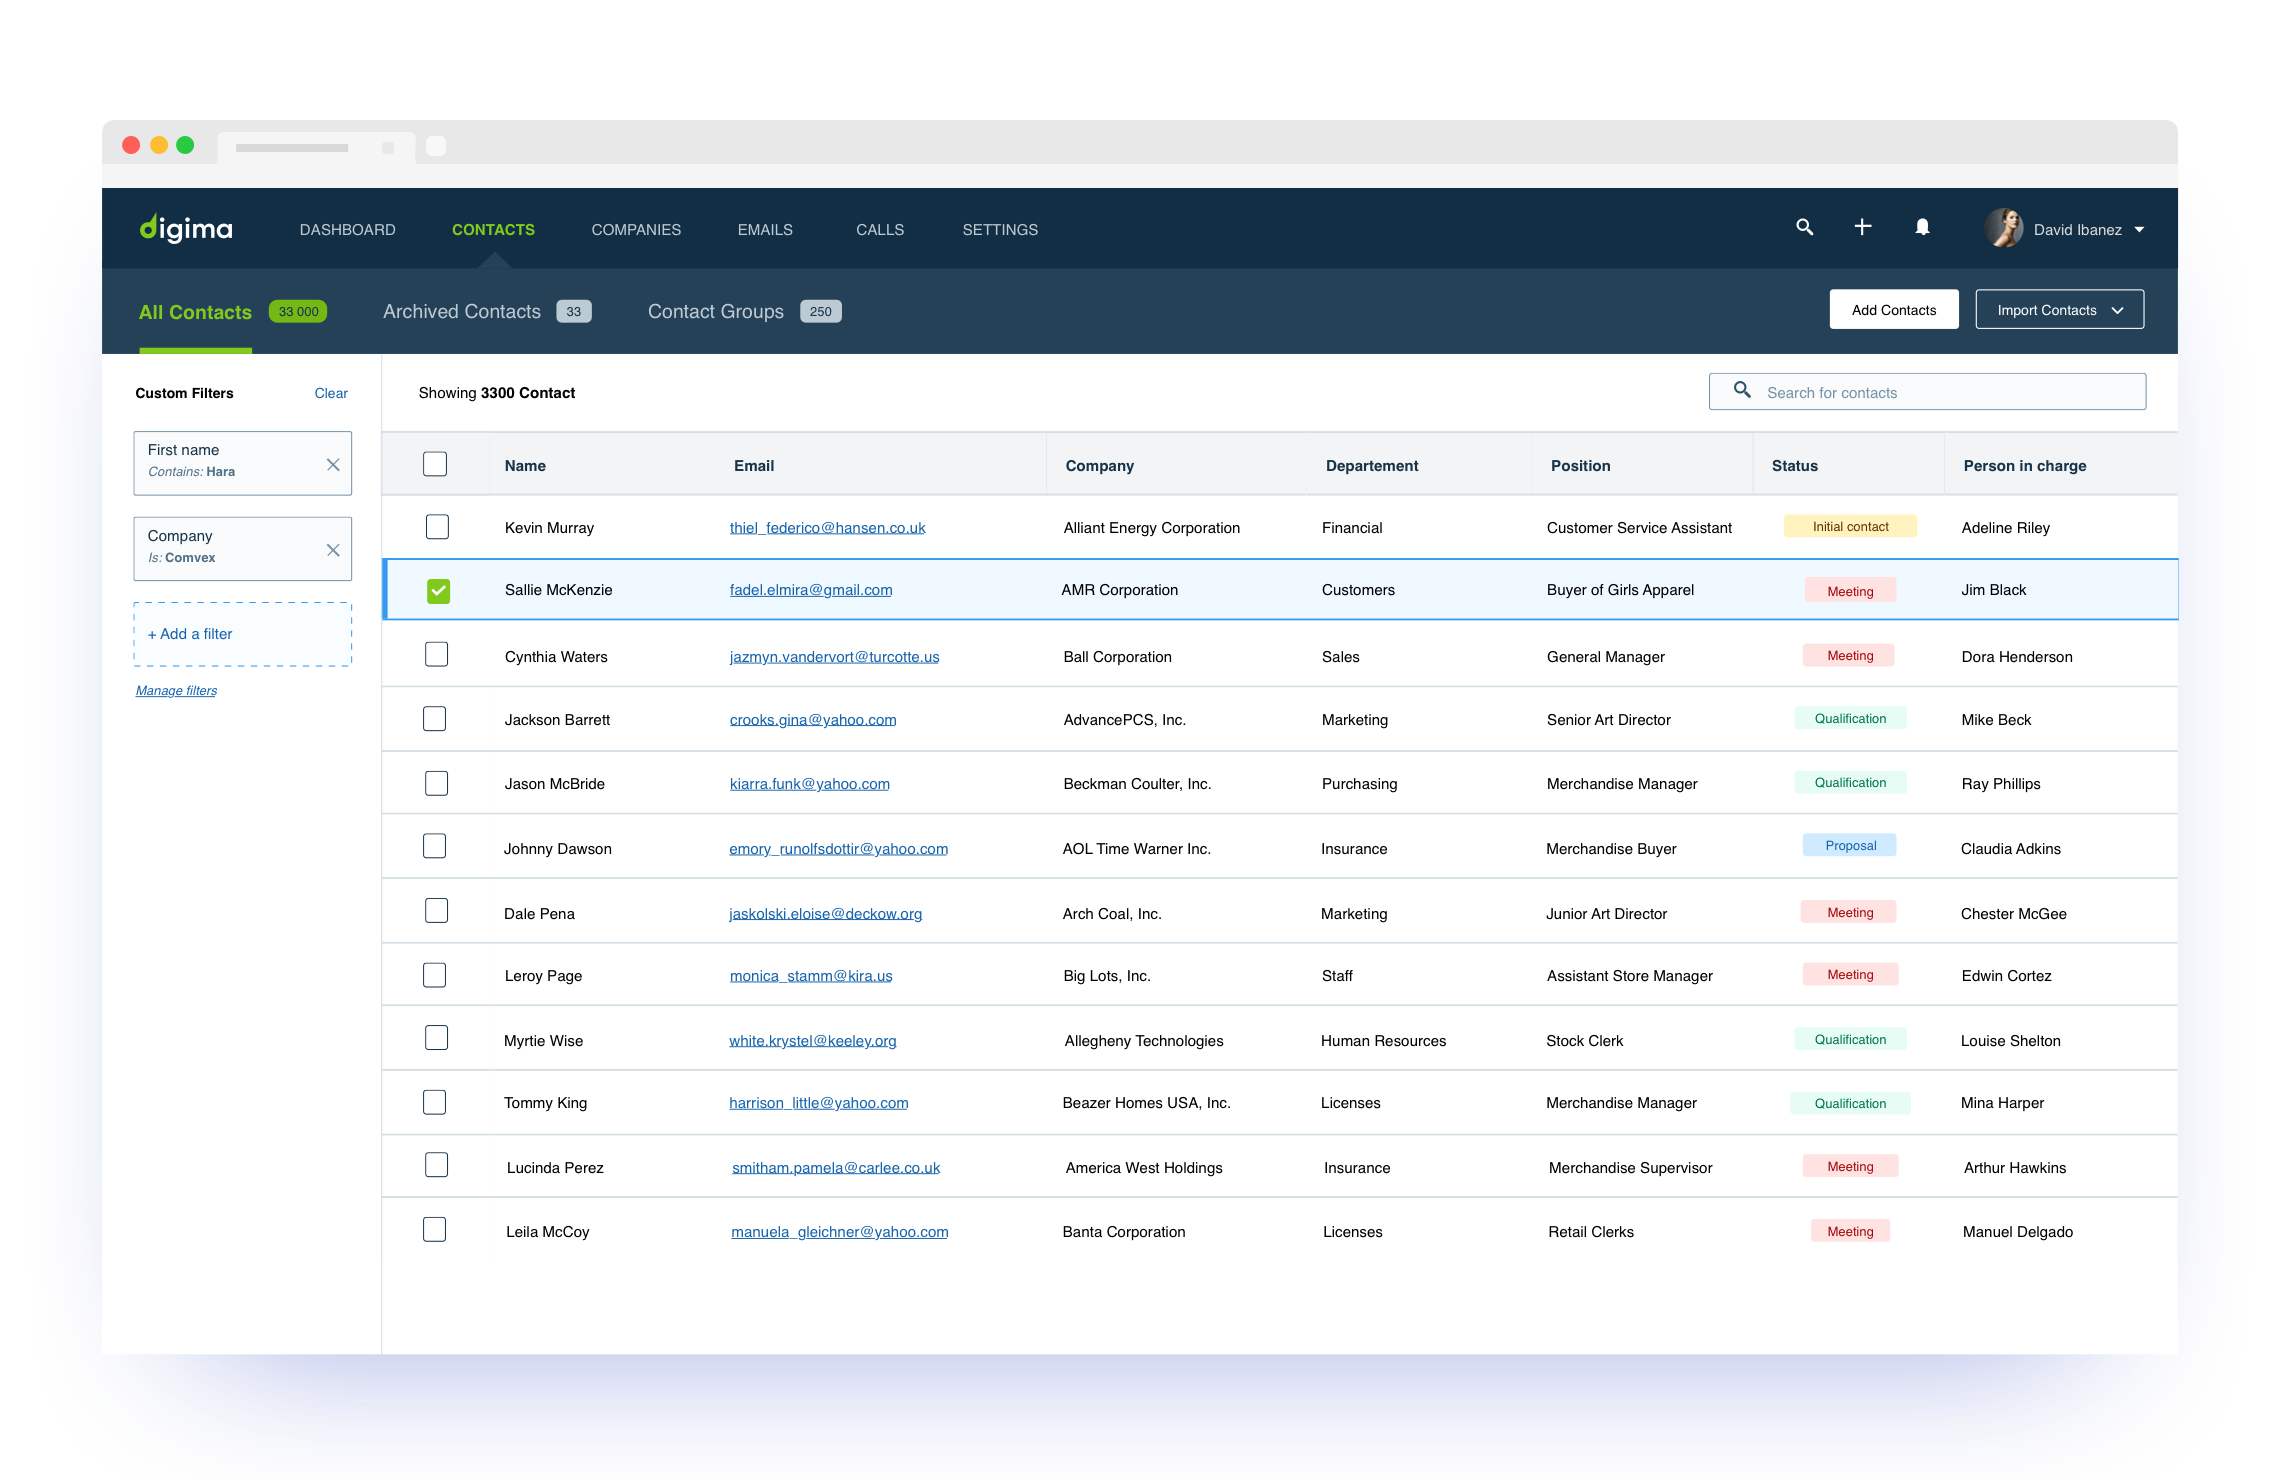 digima DASHBOARD CONTACTS COMPANIES EMAILS CALLS SETTINGS David Ibanez
All Contacts 33 000 Archived Contacts 33 Contact Groups 250 Add Contacts Import Contacts
Custom Filters Clear
First name
Contains: Hara
Company
Is: Comvex
+ Add a filter
Manage filters
Showing 3300 Contact Search for contacts
Name Email Company Departement Position Status Person in charge
Kevin Murray thiel_federico@hansen.co.uk Alliant Energy Corporation Financial Customer Service Assistant Initial contact Adeline Riley
Sallie McKenzie fadel.elmira@gmail.com AMR Corporation Customers Buyer of Girls Apparel Meeting Jim Black
Cynthia Waters jazmyn.vandervort@turcotte.us Ball Corporation Sales General Manager Meeting Dora Henderson
Jackson Barrett crooks.gina@yahoo.com AdvancePCS, Inc. Marketing Senior Art Director Qualification Mike Beck
Jason McBride kiarra.funk@yahoo.com Beckman Coulter, Inc. Purchasing Merchandise Manager Qualification Ray Phillips
Johnny Dawson emory_runolfsdottir@yahoo.com AOL Time Warner Inc. Insurance Merchandise Buyer Proposal Claudia Adkins
Dale Pena jaskolski.eloise@deckow.org Arch Coal, Inc. Marketing Junior Art Director Meeting Chester McGee
Leroy Page monica_stamm@kira.us Big Lots, Inc. Staff Assistant Store Manager Meeting Edwin Cortez
Myrtie Wise white.krystel@keeley.org Allegheny Technologies Human Resources Stock Clerk Qualification Louise Shelton
Tommy King harrison_little@yahoo.com Beazer Homes USA, Inc. Licenses Merchandise Manager Qualification Mina Harper
Lucinda Perez smitham.pamela@carlee.co.uk America West Holdings Insurance Merchandise Supervisor Meeting Arthur Hawkins
Leila McCoy manuela_gleichner@yahoo.com Banta Corporation Licenses Retail Clerks Meeting Manuel Delgado